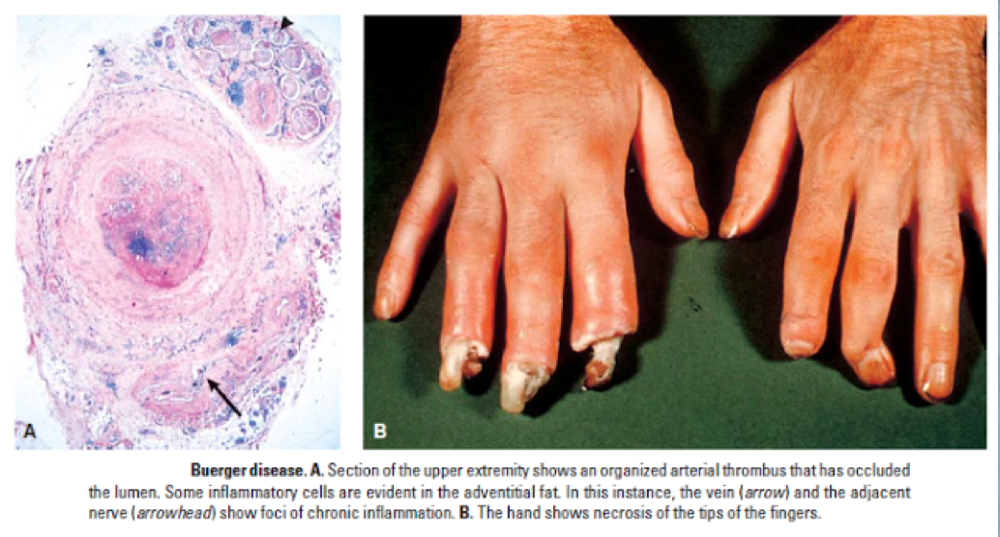 A
B
Buerger disease. A. Section of the upper extremity shows an organized arterial thrombus that has occluded
the lumen. Some inflammatory cells are evident in the adventitial fat. In this instance, the vein (arrow) and the adjacent
nerve (arrowhead) show foci of chronic inflammation. B. The hand shows necrosis of the tips of the fingers.